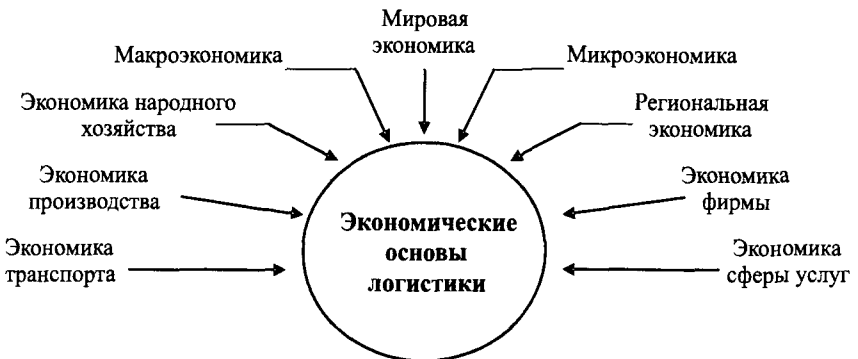 Мировая
экономика
Макроэкономика
Микроэкономика
Экономика народного
хозяйства
Региональная
экономика
Экономика
производства
Экономика
фирмы
Экономические
основы
логистики
Экономика
транспорта
Экономика
сферы услуг